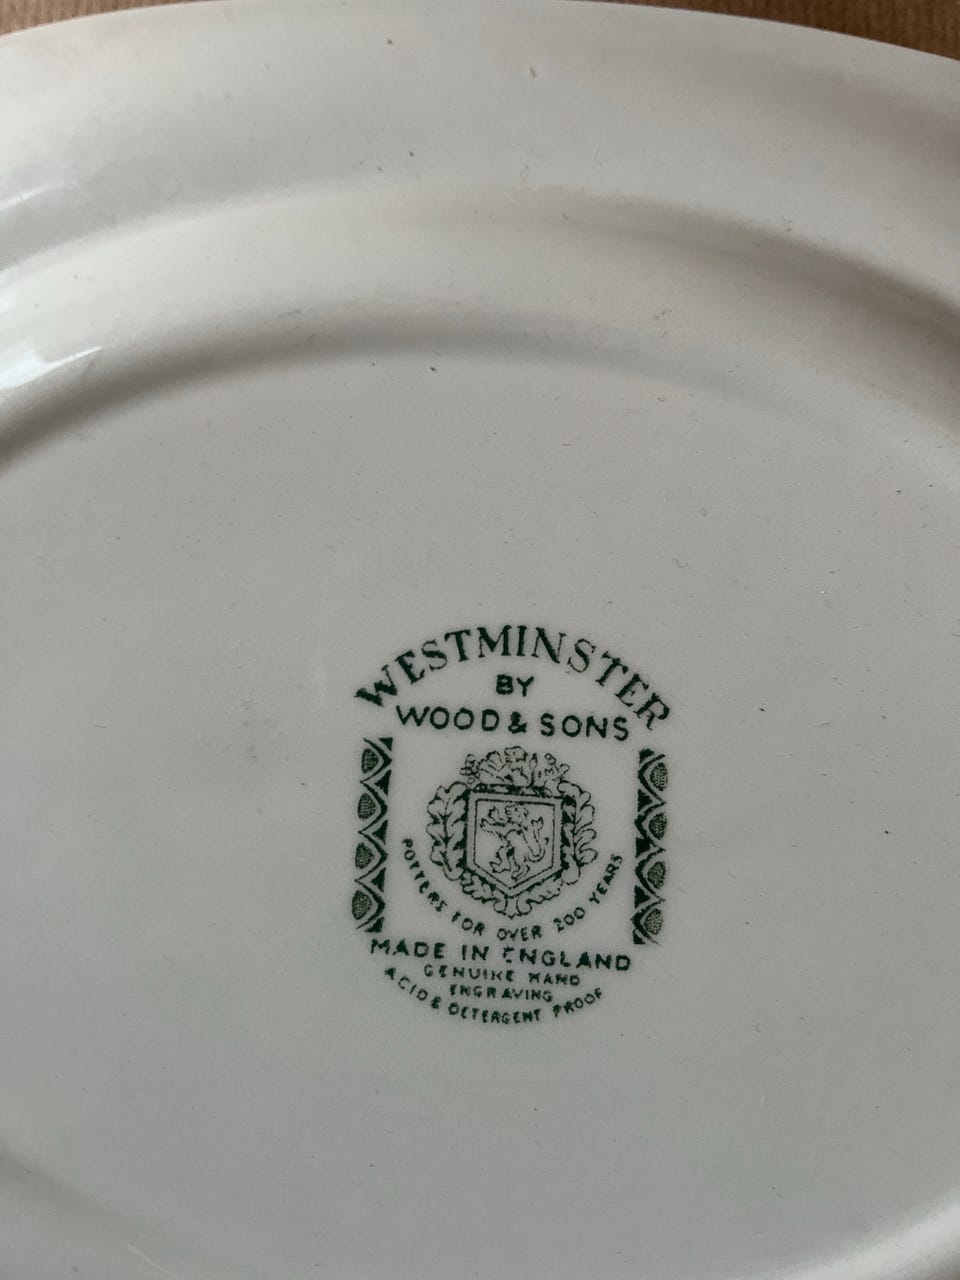 WESTMINSTER
BY
WOOD & SONS
POTTERS FOR OVER 200 YEARS
MADE IN ENGLAND
GENUINE HAND
ENGRAVING
ACID & DETERGENT PROOF